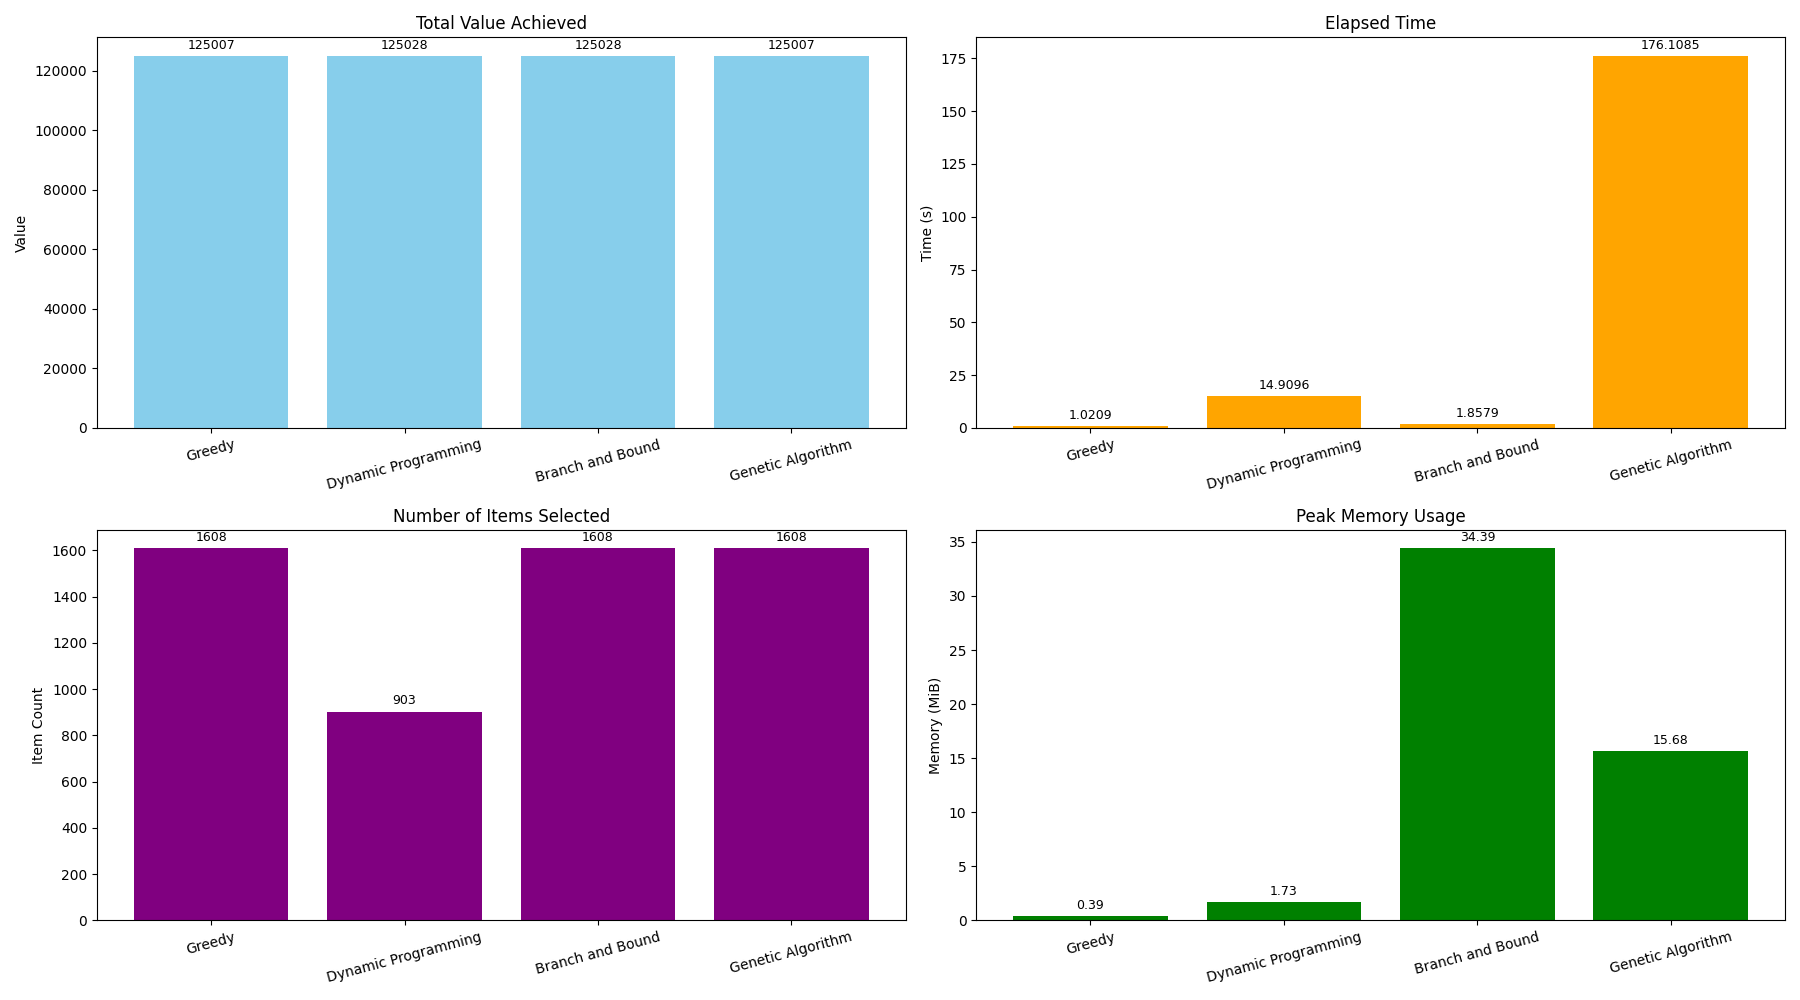 Total Value Achieved
125007
125028
125028
125007
120000
100000
80000
60000
40000
20000
0
Value
Greedy
Dynamic Programming
Branch and Bound
Genetic Algorithm
Elapsed Time
176.1085
14.9096
1.8579
1.0209
175
150
125
100
75
50
25
0
Time (s)
Greedy
Dynamic Programming
Branch and Bound
Genetic Algorithm
Number of Items Selected
1608
903
1608
1608
1600
1400
1200
1000
800
600
400
200
0
Item Count
Greedy
Dynamic Programming
Branch and Bound
Genetic Algorithm
Peak Memory Usage
34.39
15.68
1.73
0.39
35
30
25
20
15
10
5
0
Memory (MiB)
Greedy
Dynamic Programming
Branch and Bound
Genetic Algorithm